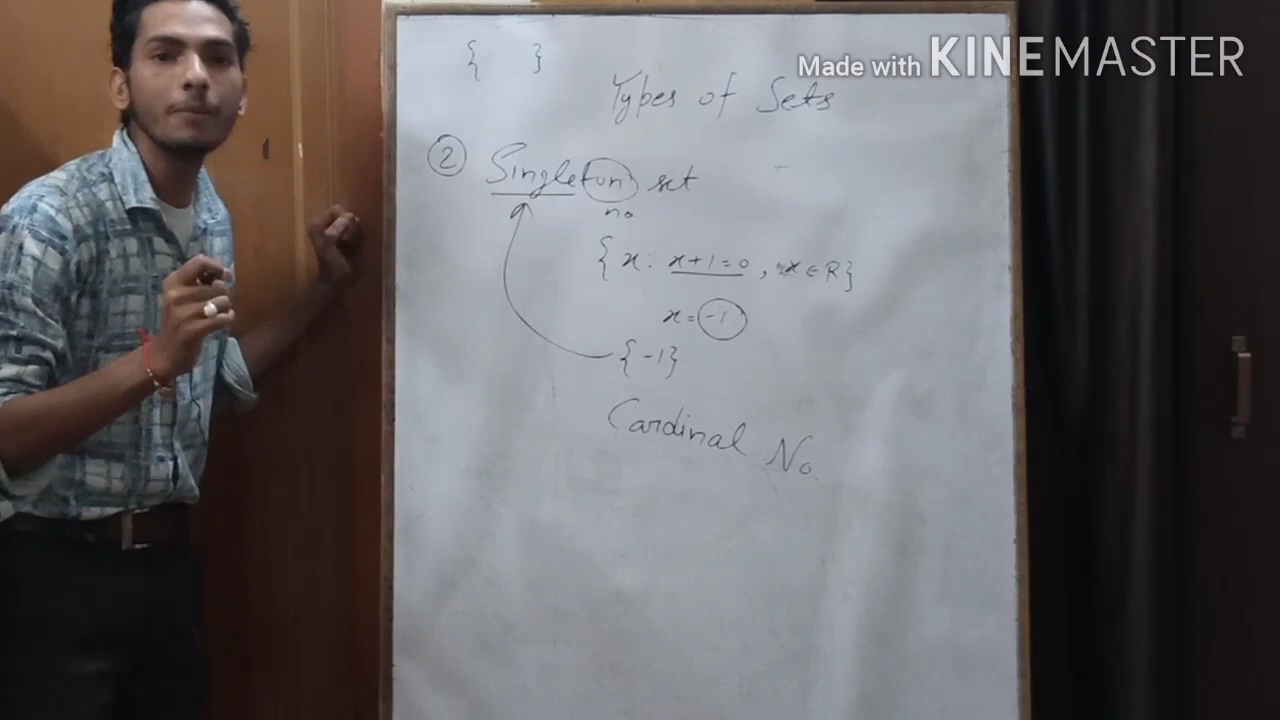 Made with KINEMASTER
{ }
Types of Sets
② Singleton set
no
{ x : x+1=0, x ∈ R}
x = -1
{-1}
Cardinal No.